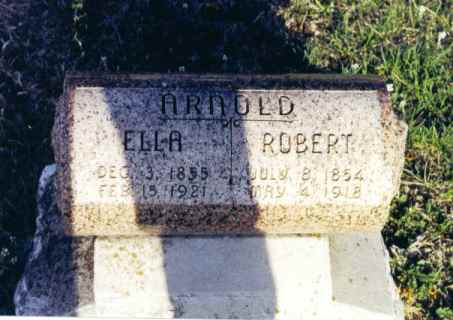 ARNOLD
ELLA ROBERT
DEC. 3, 1855 JULY 8, 1854
FEB. 15, 1921 MAY 4, 1918